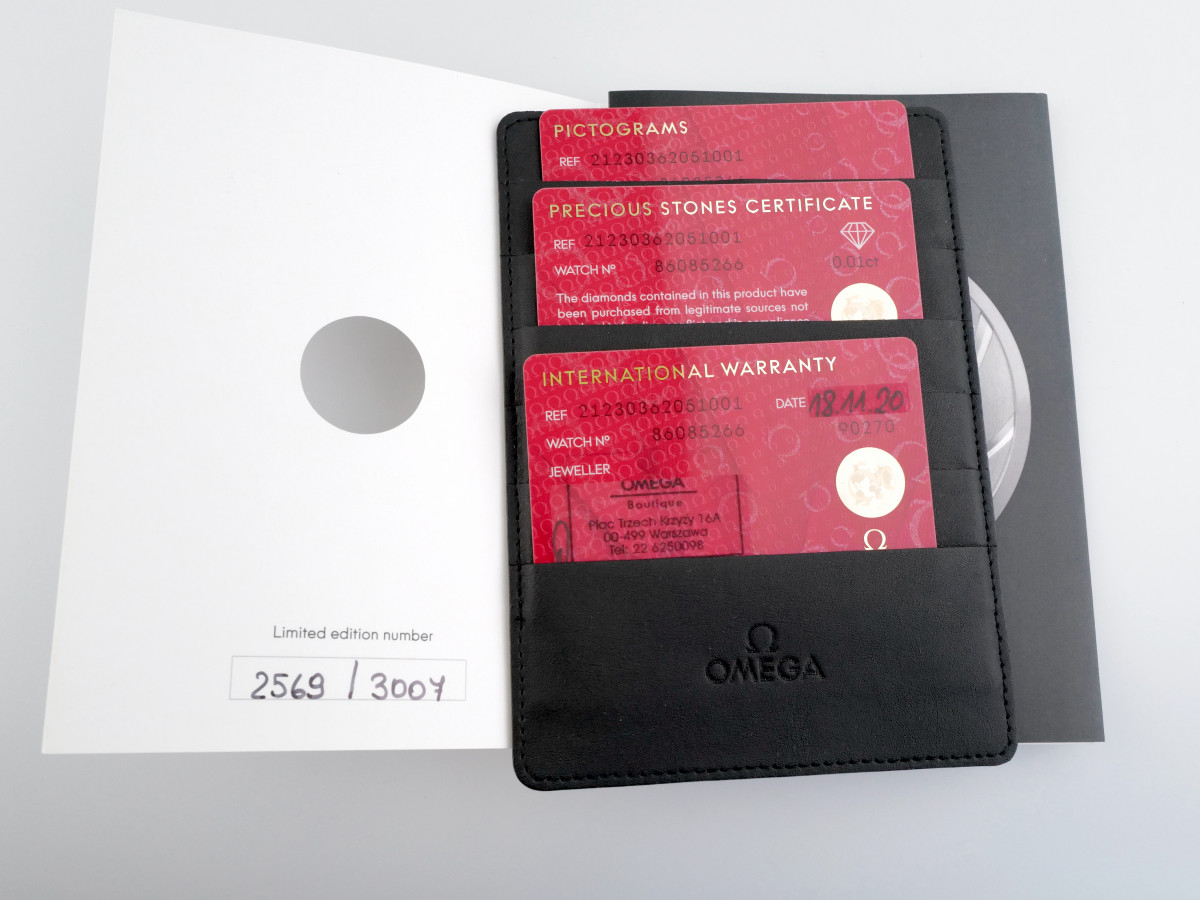 PICTOGRAMS
REF 21230362051001
PRECIOUS STONES CERTIFICATE
REF 21230362051001
WATCH Nº 86085266
0.01ct
The diamonds contained in this product have
been purchased from legitimate sources not
INTERNATIONAL WARRANTY
REF 21230362051001
DATE 18.11.20
WATCH Nº 86085266
90270
JEWELLER
OMEGA
Boutique
Plac Trzech Krzyży 16A
00-499 Warszawa
Tel: 22 6250098
Ω
Ω
OMEGA
Limited edition number
2569 / 3007